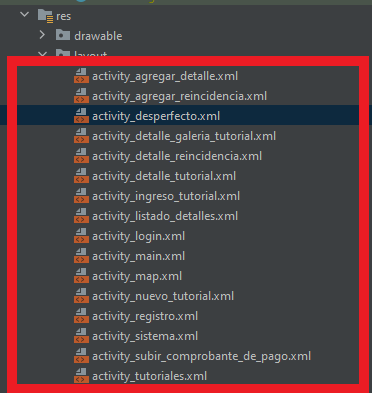 res
drawable
layout
activity_agregar_detalle.xml
activity_agregar_reincidencia.xml
activity_desperfecto.xml
activity_detalle_galeria_tutorial.xml
activity_detalle_reincidencia.xml
activity_detalle_tutorial.xml
activity_ingreso_tutorial.xml
activity_listado_detalles.xml
activity_login.xml
activity_main.xml
activity_map.xml
activity_nuevo_tutorial.xml
activity_registro.xml
activity_sistema.xml
activity_subir_comprobante_de_pago.xml
activity_tutoriales.xml